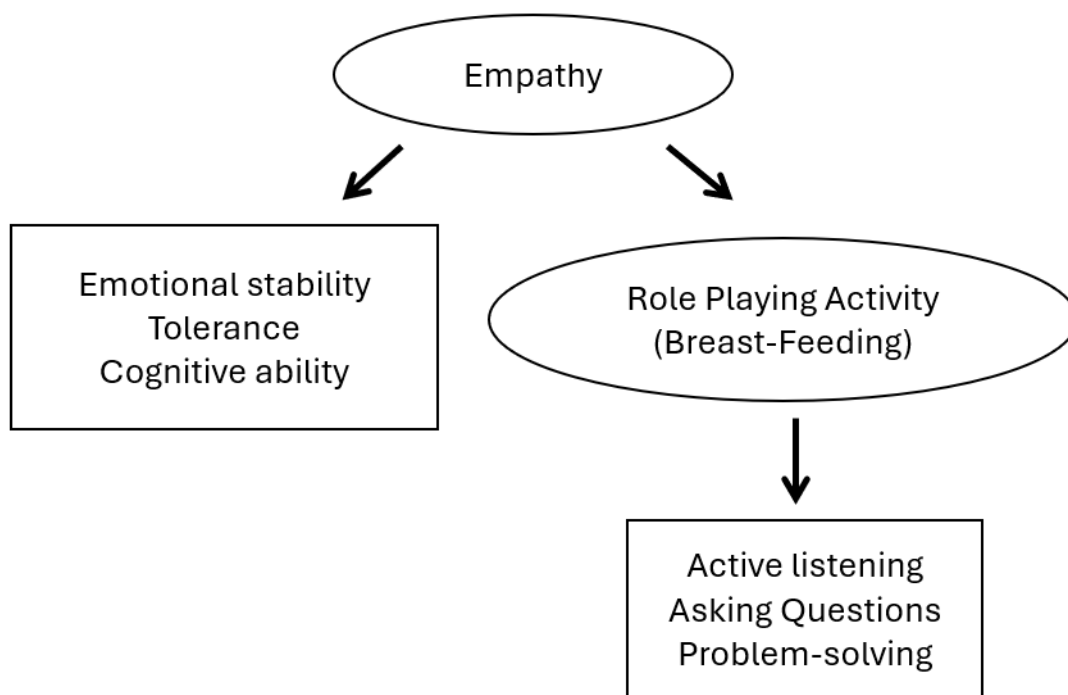 Empathy
Emotional stability
Tolerance
Cognitive ability
Role Playing Activity
(Breast-Feeding)
Active listening
Asking Questions
Problem-solving